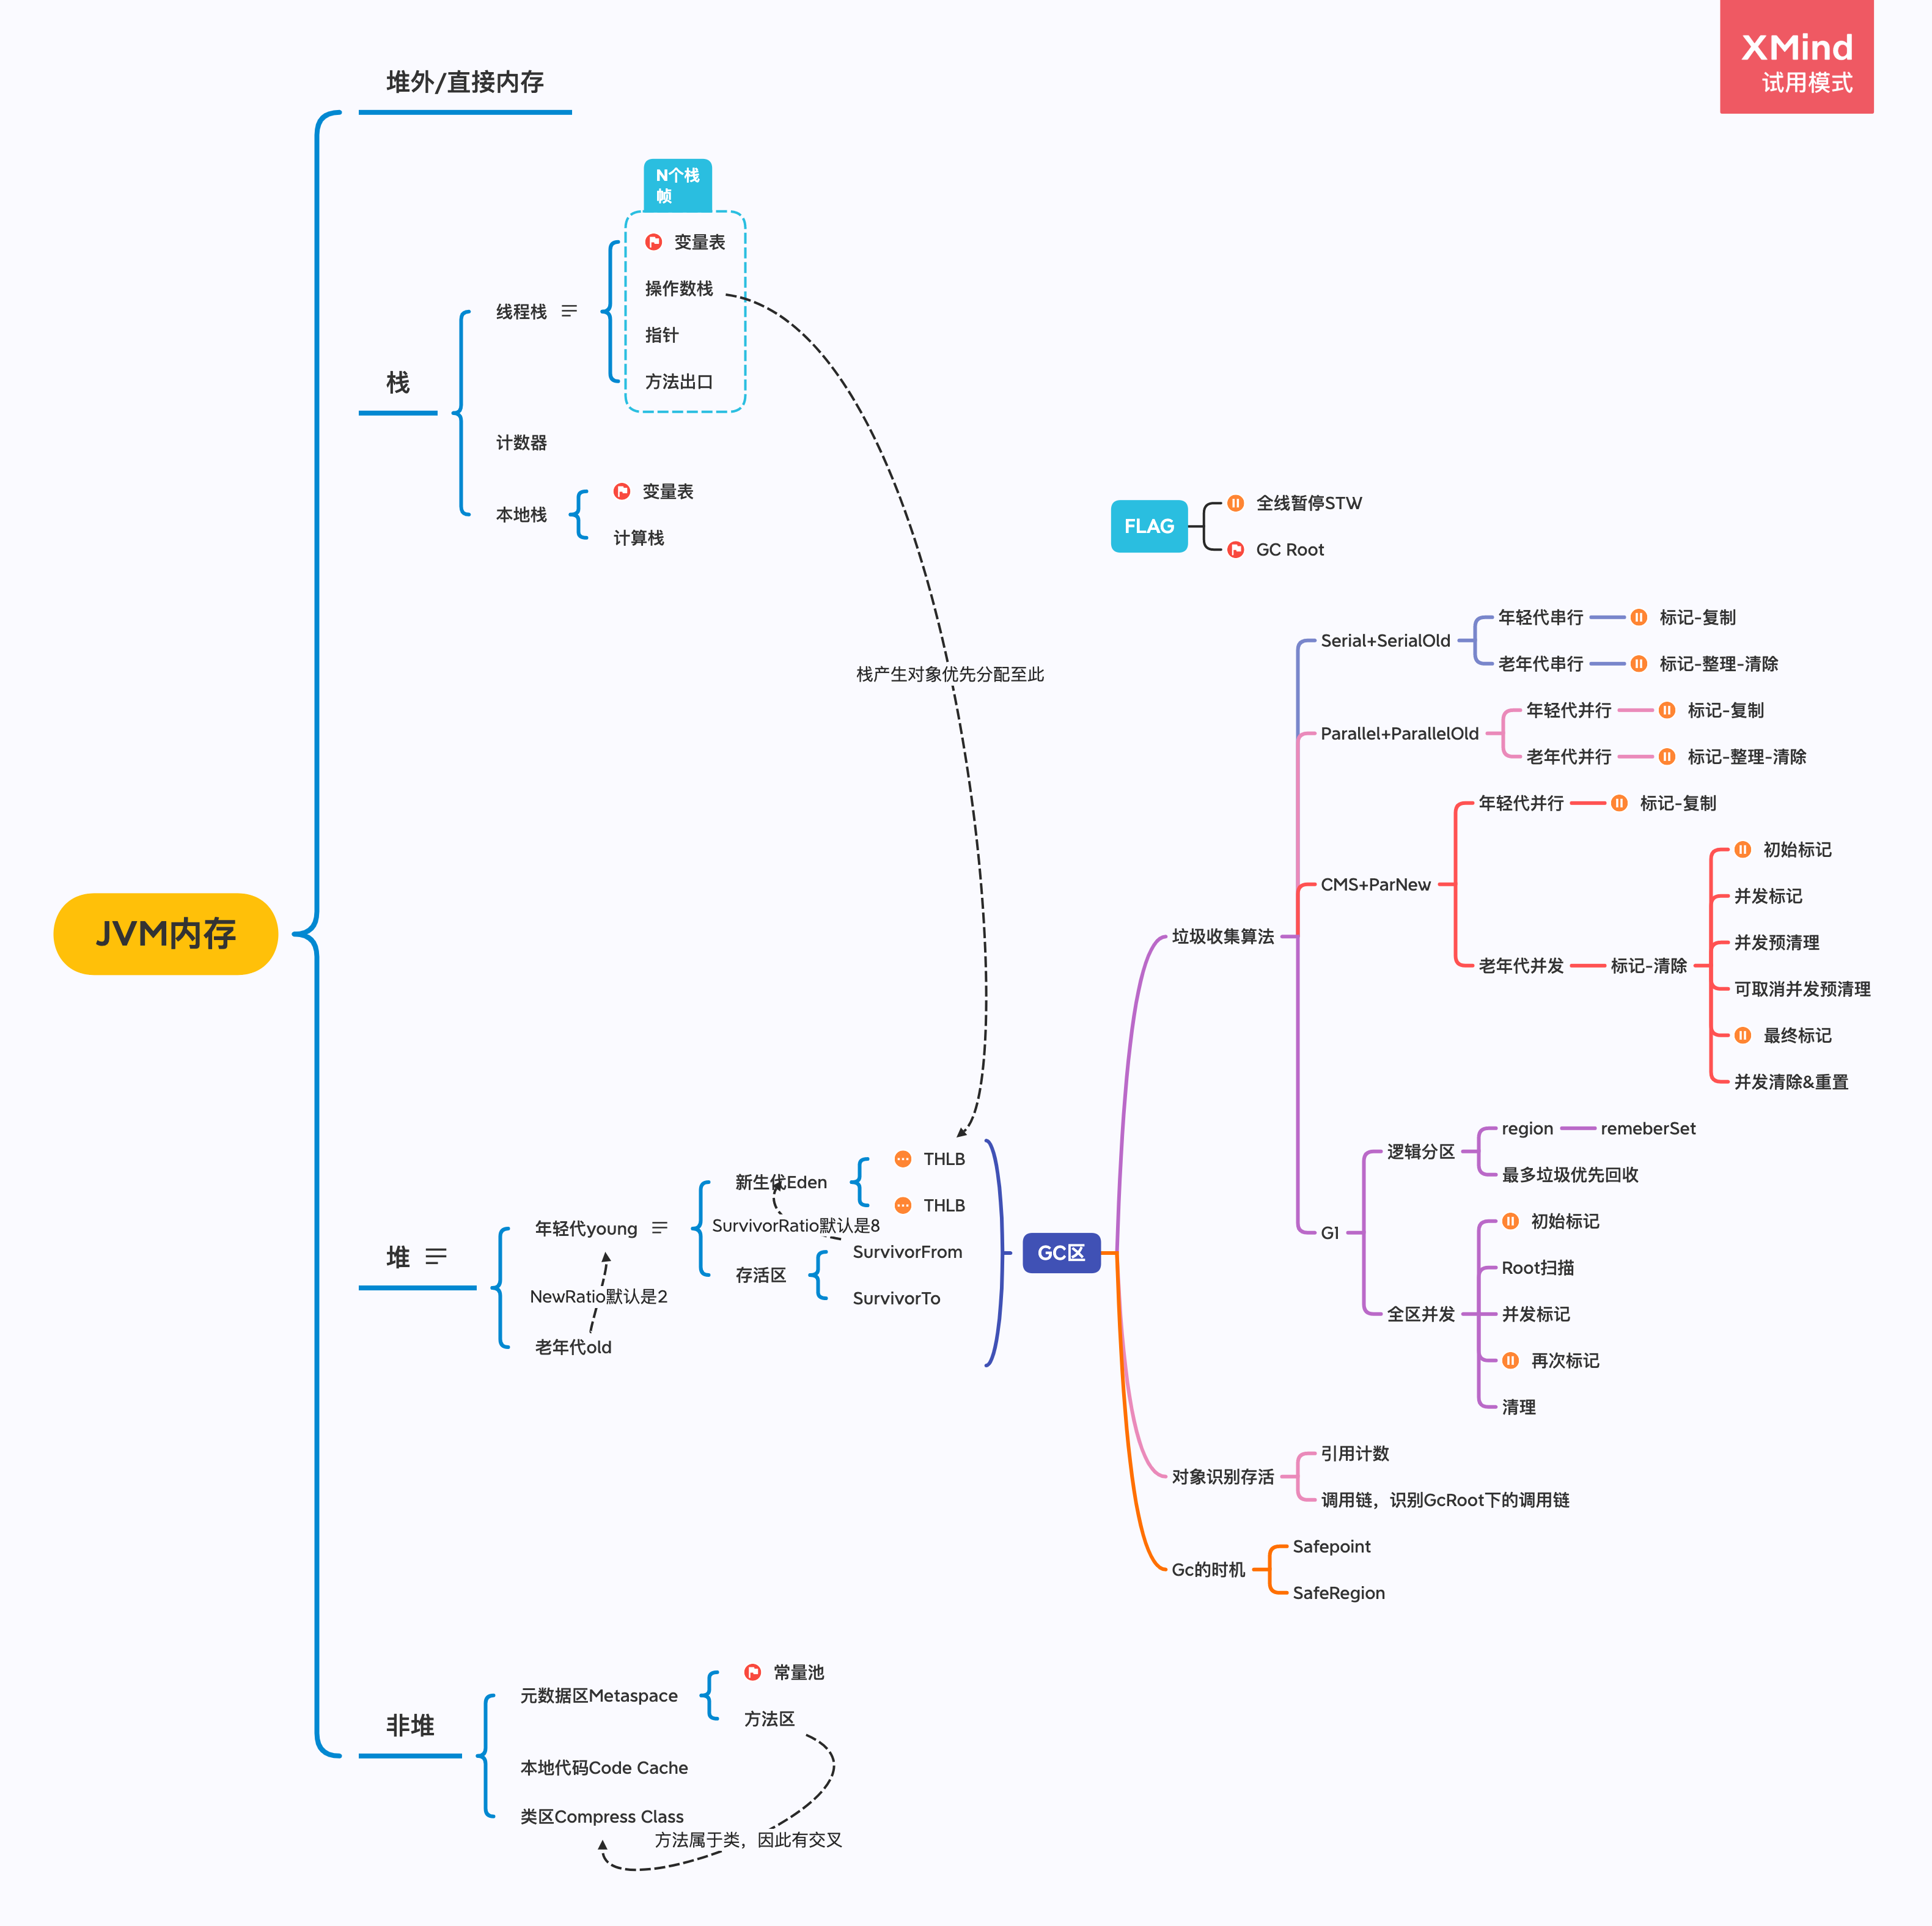 XMind
试用模式
堆外/直接内存
N个栈
帧
变量表
操作数栈
指针
方法出口
线程栈
栈
计数器
变量表
本地栈
计算栈
FLAG
全线暂停STW
GC Root
栈产生对象优先分配至此
JVM内存
垃圾收集算法
Serial+SerialOld
年轻代串行
标记-复制
老年代串行
标记-整理-清除
Parallel+ParallelOld
年轻代并行
标记-复制
老年代并行
标记-整理-清除
CMS+ParNew
年轻代并行
标记-复制
老年代并发
标记-清除
初始标记
并发标记
并发预清理
可取消并发预清理
最终标记
并发清除&重置
G1
逻辑分区
region
remeberSet
最多垃圾优先回收
全区并发
初始标记
Root扫描
并发标记
再次标记
清理
堆
年轻代young
新生代Eden
THLB
THLB
SurvivorRatio默认是8
存活区
SurvivorFrom
SurvivorTo
NewRatio默认是2
老年代old
GC区
对象识别存活
引用计数
调用链，识别GcRoot下的调用链
Gc的时机
Safepoint
SafeRegion
非堆
元数据区Metaspace
常量池
方法区
本地代码Code Cache
类区Compress Class
方法属于类，因此有交叉